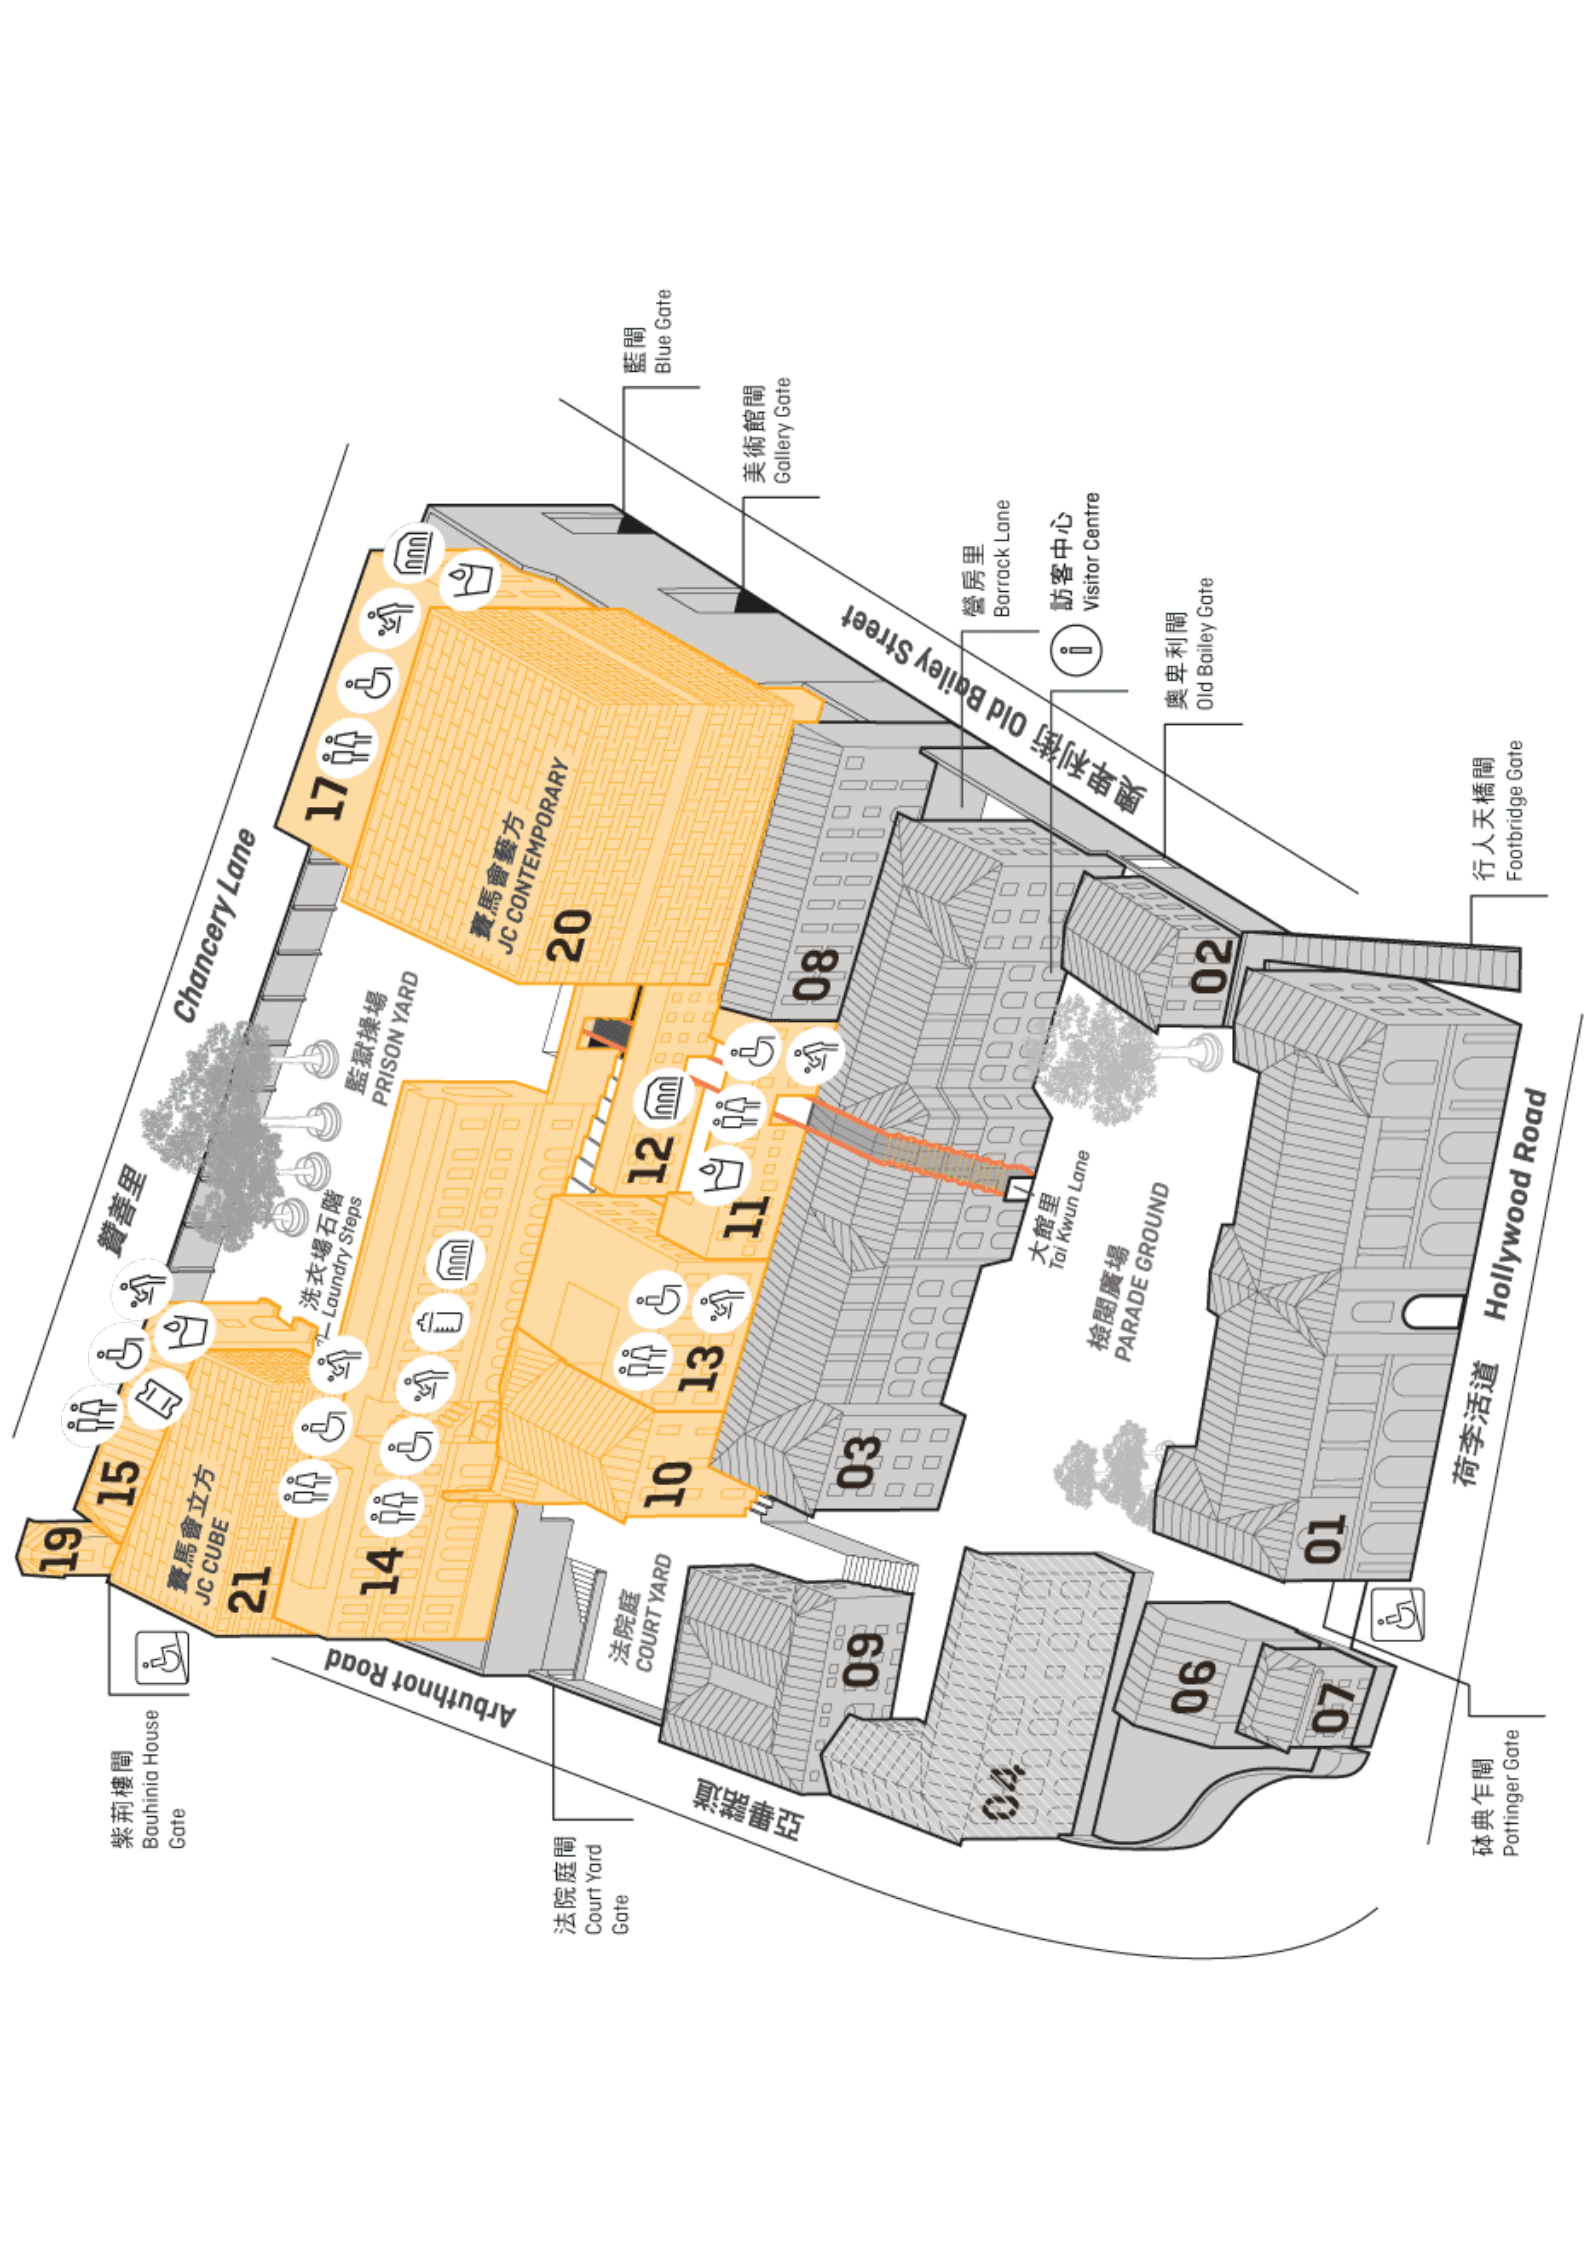 鑽善里
Chancery Lane
19
15
17
賽馬會立方
JC CUBE
21
紫荊樓閘
Bauhinia House
Gate
洗衣場石階
Laundry Steps
監獄操場
PRISON YARD
賽馬會藝方
JC CONTEMPORARY
20
14
Arbuthnot Road
亞畢諾道
法院庭閘
Court Yard
Gate
法院庭
COURT YARD
10
13
11
12
08
03
09
04
06
07
01
02
藍閘
Blue Gate
美術館閘
Gallery Gate
奧卑利街 Old Bailey Street
營房里
Barrack Lane
訪客中心
Visitor Centre
奧卑利閘
Old Bailey Gate
行人天橋閘
Footbridge Gate
大館里
Tai Kwun Lane
檢閱廣場
PARADE GROUND
荷李活道 Hollywood Road
砵典乍閘
Pottinger Gate